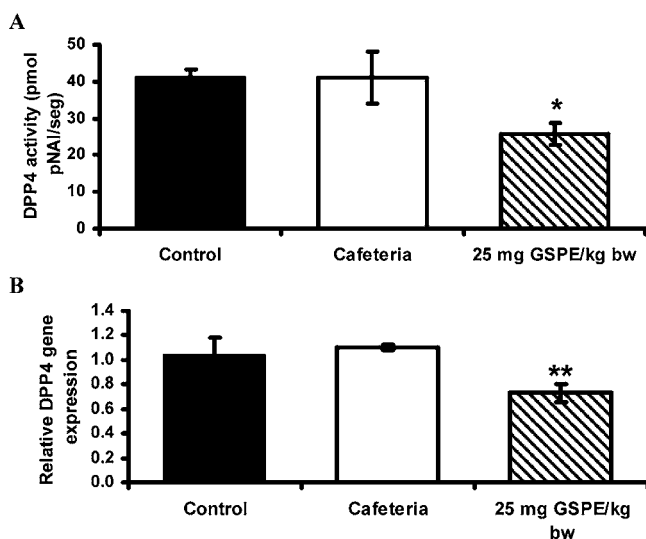 A
DPP4 activity (pmol
pNAI/seg)
50
40
30
20
10
0
*
Control
Cafeteria
25 mg GSPE/kg bw
B
Relative DPP4 gene
expression
1.4
1.2
1.0
0.8
0.6
0.4
0.2
0.0
**
Control
Cafeteria
25 mg GSPE/kg
bw